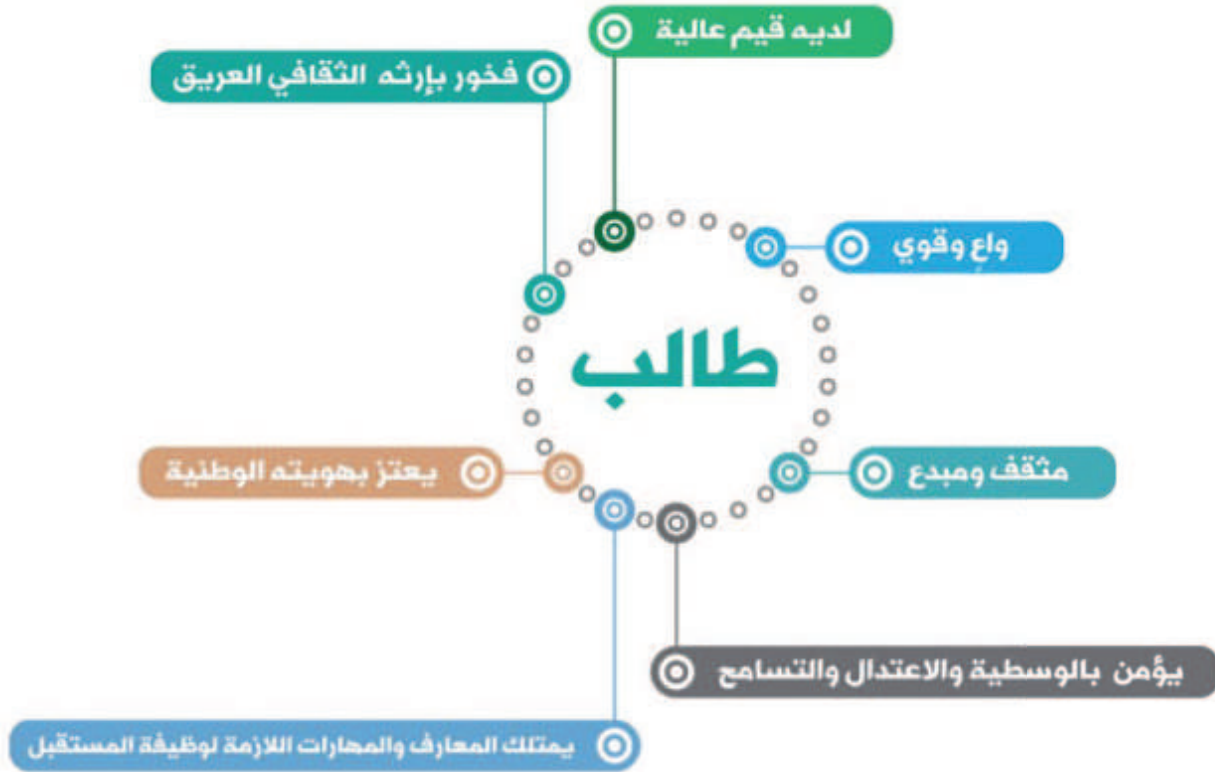 لديه قيم عالية
فخور بإرثه الثقافي العريق
واعٍ وقوي
طالب
يعتز بهويته الوطنية
مثقف ومبدع
يؤمن بالوسطية والاعتدال والتسامح
يمتلك المعارف والمهارات اللازمة لوظيفة المستقبل